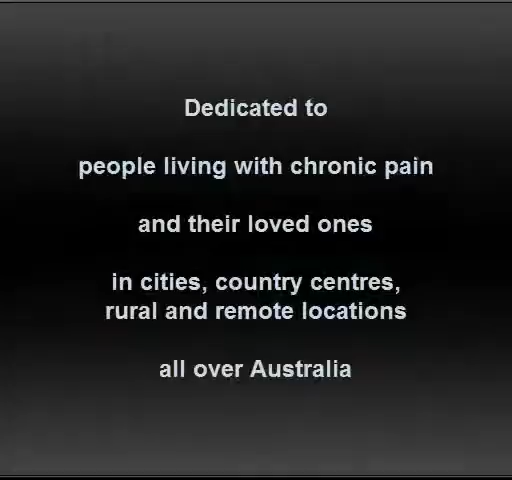 Dedicated to
people living with chronic pain
and their loved ones
in cities, country centres,
rural and remote locations
all over Australia